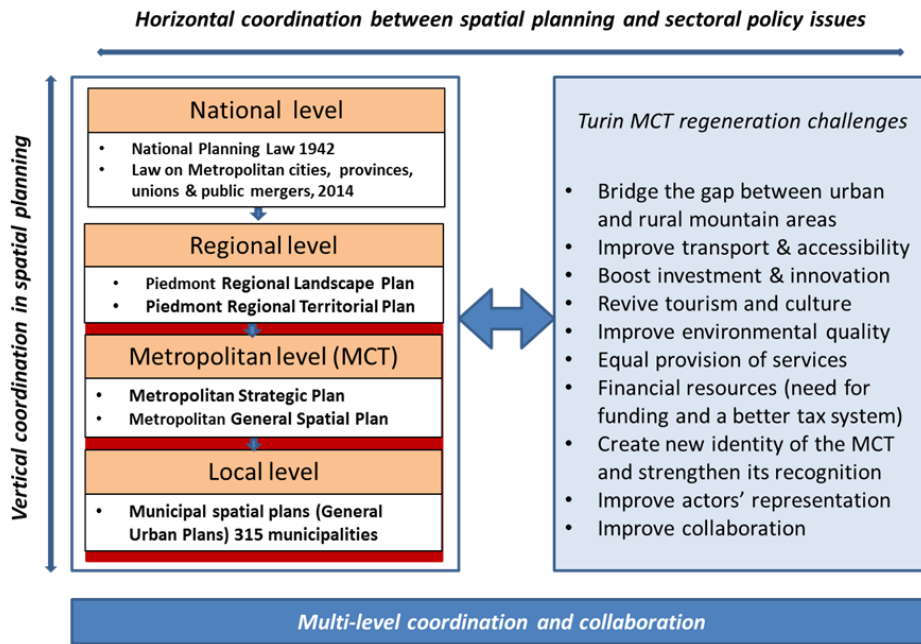 Horizontal coordination between spatial planning and sectoral policy issues
Vertical coordination in spatial planning
National level
• National Planning Law 1942
• Law on Metropolitan cities, provinces,
unions & public mergers, 2014
Regional level
• Piedmont Regional Landscape Plan
• Piedmont Regional Territorial Plan
Metropolitan level (MCT)
• Metropolitan Strategic Plan
• Metropolitan General Spatial Plan
Local level
• Municipal spatial plans (General
Urban Plans) 315 municipalities
Turin MCT regeneration challenges
• Bridge the gap between urban
and rural mountain areas
• Improve transport & accessibility
• Boost investment & innovation
• Revive tourism and culture
• Improve environmental quality
• Equal provision of services
• Financial resources (need for
funding and a better tax system)
• Create new identity of the MCT
and strengthen its recognition
• Improve actors’ representation
• Improve collaboration
Multi-level coordination and collaboration